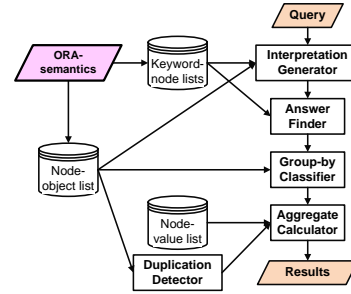 Query
ORA-
semantics
Keyword-
node lists
Interpretation
Generator
Answer
Finder
Node-
object list
Group-by
Classifier
Node-
value list
Aggregate
Calculator
Duplication
Detector
Results